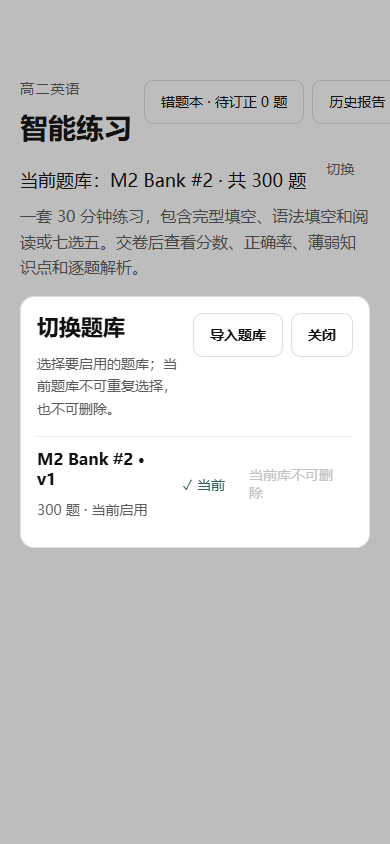 高二英语
智能练习
错题本 · 待订正 0 题
历史报告
当前题库：M2 Bank #2 · 共 300 题
切换
一套 30 分钟练习，包含完型填空、语法填空和阅
读或七选五。交卷后查看分数、正确率、薄弱知
识点和逐题解析。
切换题库
导入题库
关闭
选择要启用的题库；当
前题库不可重复选择，
也不可删除。
M2 Bank #2 •
v1
300 题 · 当前启用
✓ 当前
当前库不可删
除